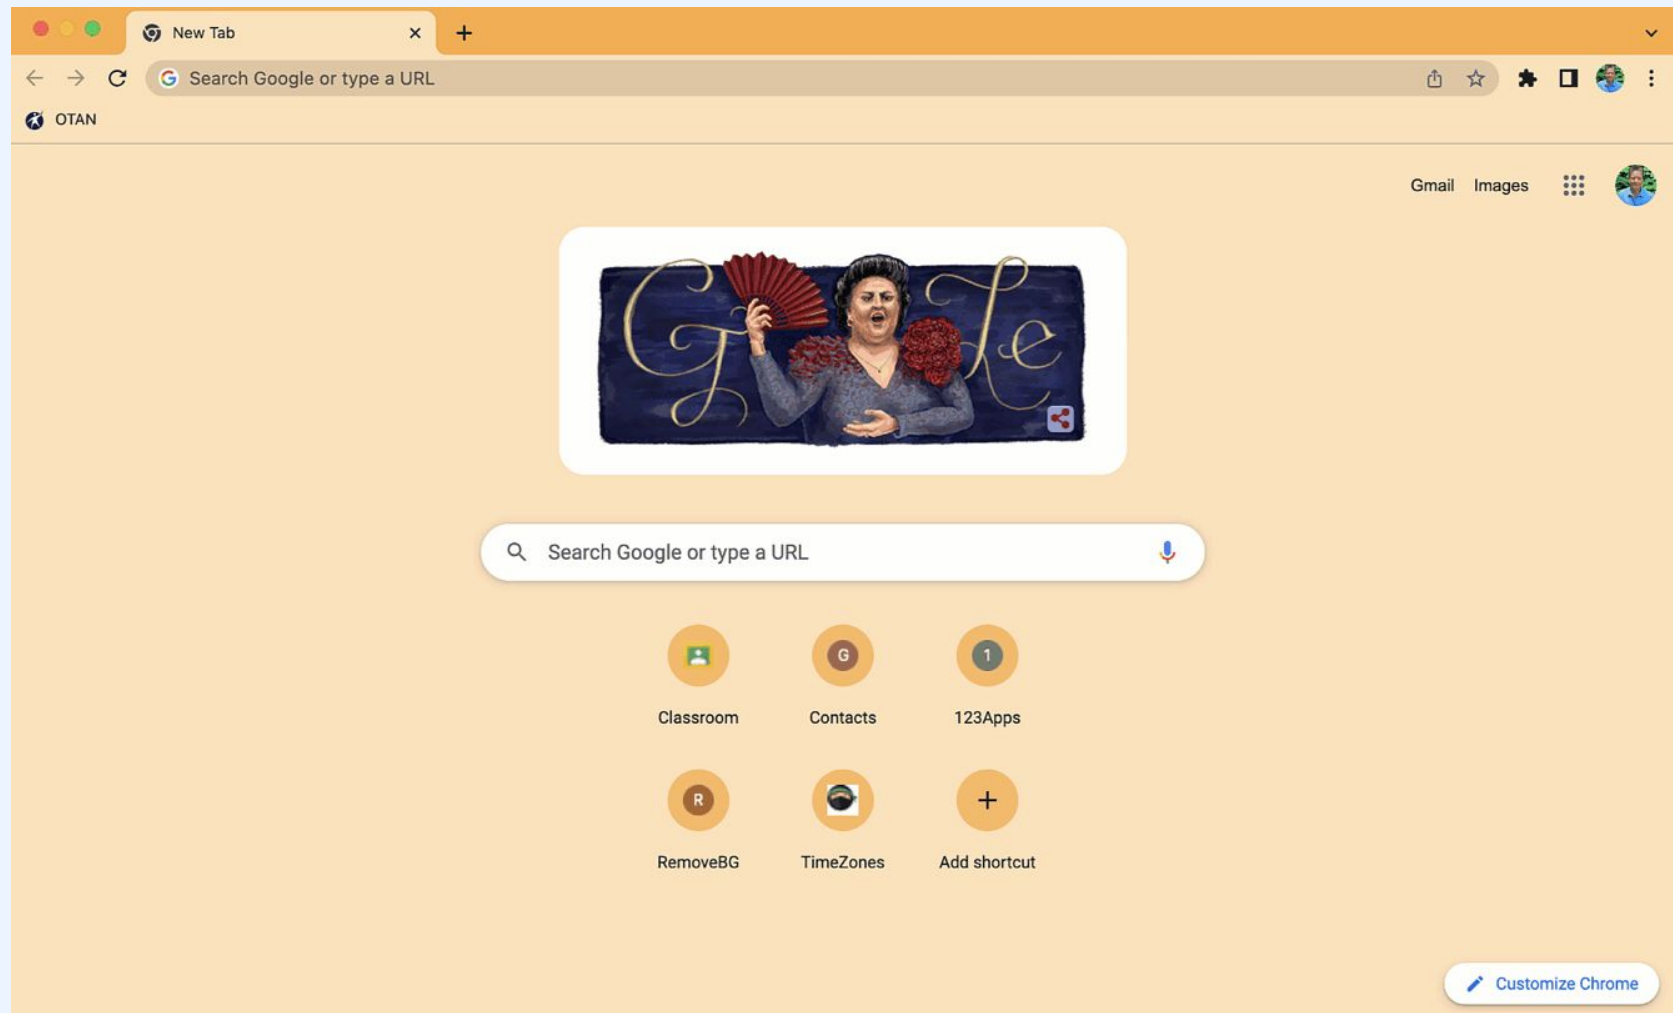 New Tab
Search Google or type a URL
OTAN
Gmail Images
G le
Search Google or type a URL
G 1
Classroom Contacts 123Apps
R
RemoveBG TimeZones Add shortcut
Customize Chrome